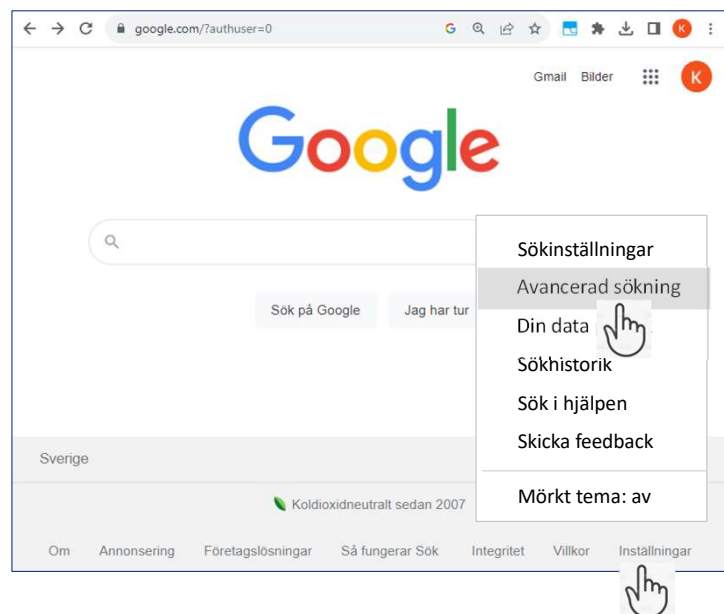 google.com/?authuser=0
G
K
Gmail Bilder
K
Google
Sökinställningar
Avancerad sökning
Sök på Google Jag har tur
Din data
Sökhistorik
Sök i hjälpen
Skicka feedback
Sverige
Mörkt tema: av
Koldioxidneutralt sedan 2007
Om Annonsering Företagslösningar Så fungerar Sök Integritet Villkor Inställningar